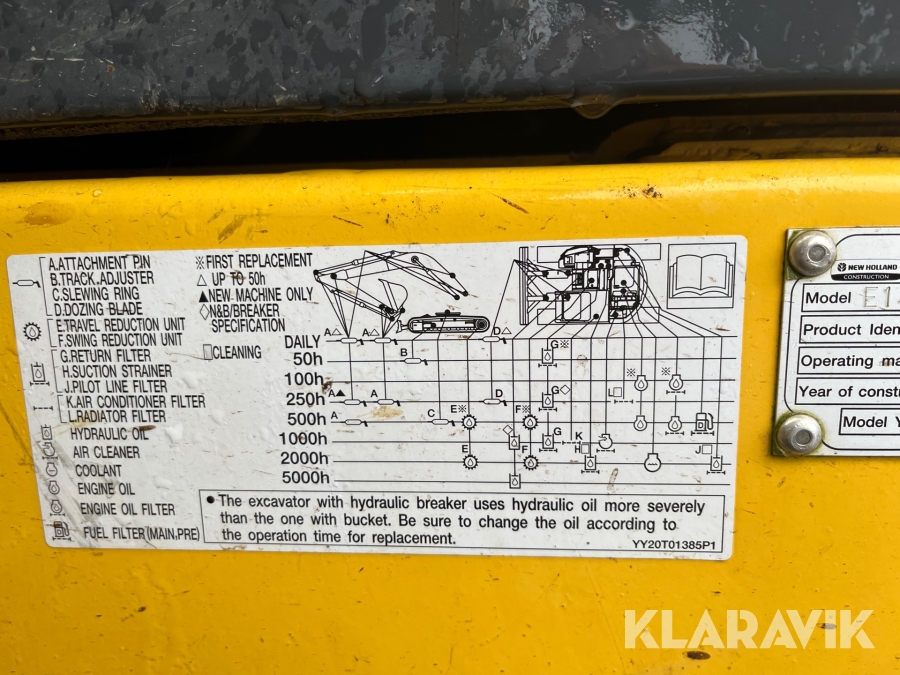 A.ATTACHMENT PIN
B.TRACK ADJUSTER
C.SLEWING RING
D.DOZING BLADE
E.TRAVEL REDUCTION UNIT
F.SWING REDUCTION UNIT
G.RETURN FILTER
H.SUCTION STRAINER
J.PILOT LINE FILTER
K.AIR CONDITIONER FILTER
L.RADIATOR FILTER
HYDRAULIC OIL
AIR CLEANER
COOLANT
ENGINE OIL
ENGINE OIL FILTER
FUEL FILTER(MAIN,PRE)
※FIRST REPLACEMENT
△ UP TO 50h
▲NEW MACHINE ONLY
◇N&B/BREAKER
SPECIFICATION
CLEANING
DAILY A△ A△ D△
50h B G※
100h ※ ※
250h A▲ A D G◇ L
500h A C E※ F※
1000h ◇ G K
2000h E F H J
5000h
●The excavator with hydraulic breaker uses hydraulic oil more severely
than the one with bucket. Be sure to change the oil according to
the operation time for replacement.
YY20T01385P1
NEW HOLLAND
CONSTRUCTION
Model
Product
Operating
Year of
Model
KLARAVIK